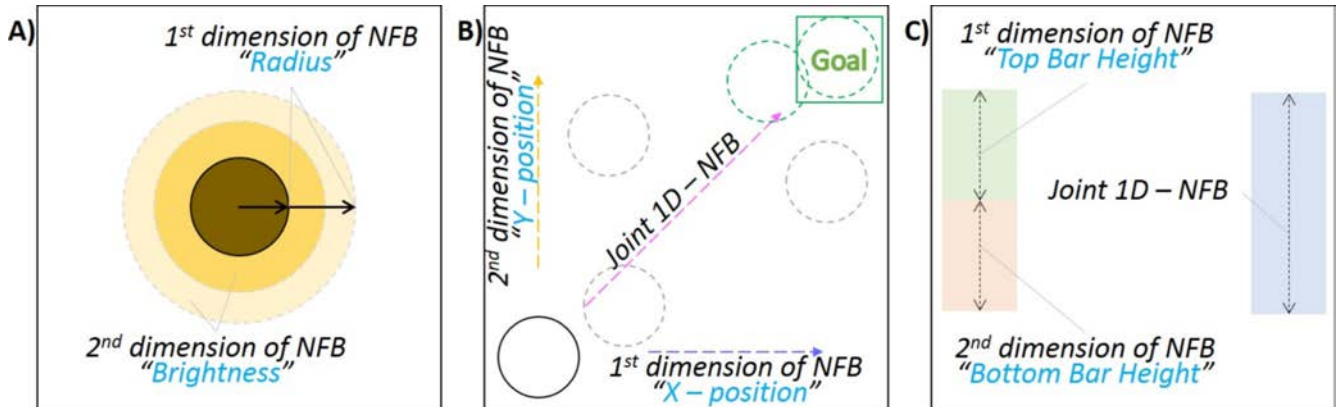 A)
1st dimension of NFB
“Radius”
2nd dimension of NFB
“Brightness”
B)
2nd dimension of NFB
“Y – position”
Joint 1D – NFB
Goal
1st dimension of NFB
“X – position”
C)
1st dimension of NFB
“Top Bar Height”
Joint 1D – NFB
2nd dimension of NFB
“Bottom Bar Height”